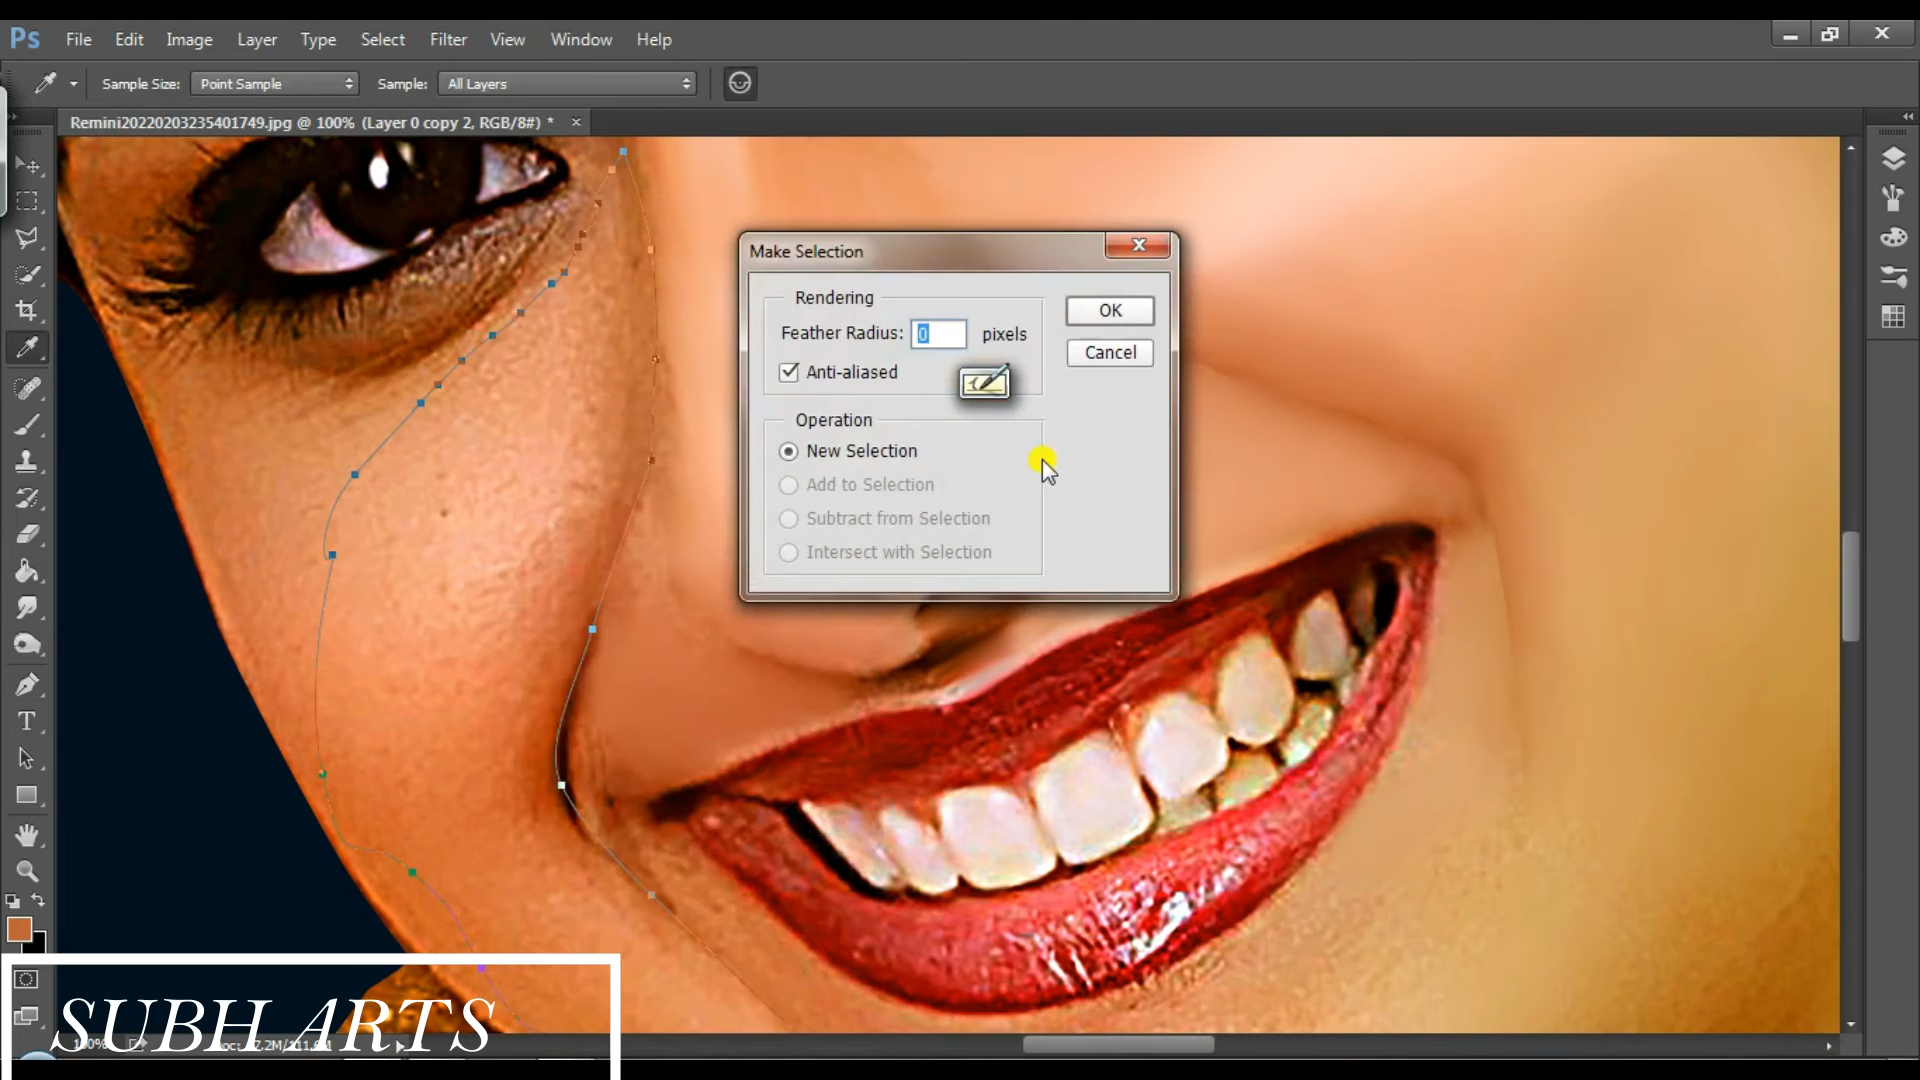 Ps File Edit Image Layer Type Select Filter View Window Help
Sample Size: Point Sample Sample: All Layers
Remini20220203235401749.jpg @ 100% (Layer 0 copy 2, RGB/8#) *
Make Selection
Rendering
Feather Radius: 0 pixels
Anti-aliased
OK
Cancel
Operation
New Selection
Add to Selection
Subtract from Selection
Intersect with Selection
SUBH ARTS
100%